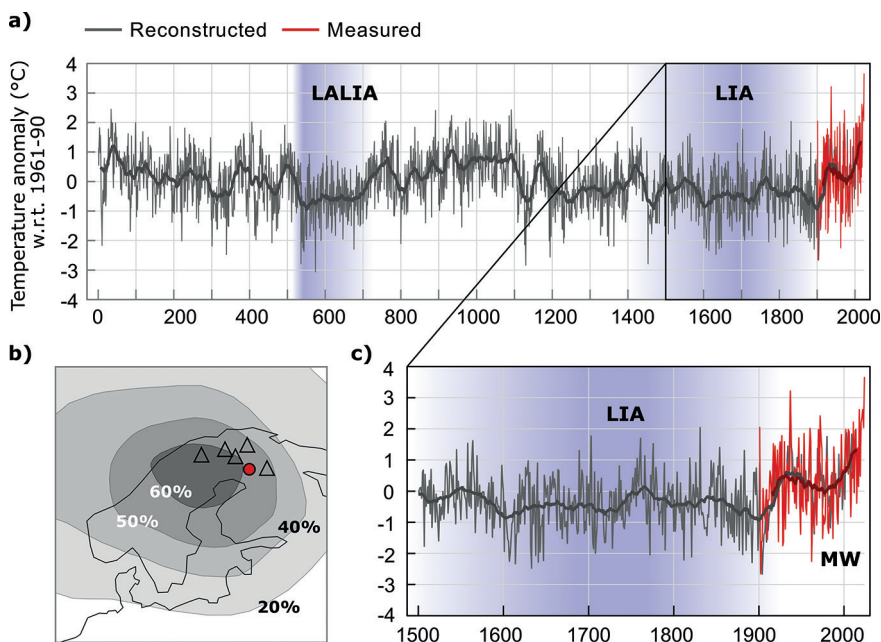 a)
Reconstructed Measured
Temperature anomaly (°C)
w.r.t. 1961-90
4
3
2
1
0
-1
-2
-3
-4
LALIA
LIA
0 200 400 600 800 1000 1200 1400 1600 1800 2000
b)
60%
50%
40%
20%
c)
4
3
2
1
0
-1
-2
-3
-4
LIA
MW
1500 1600 1700 1800 1900 2000